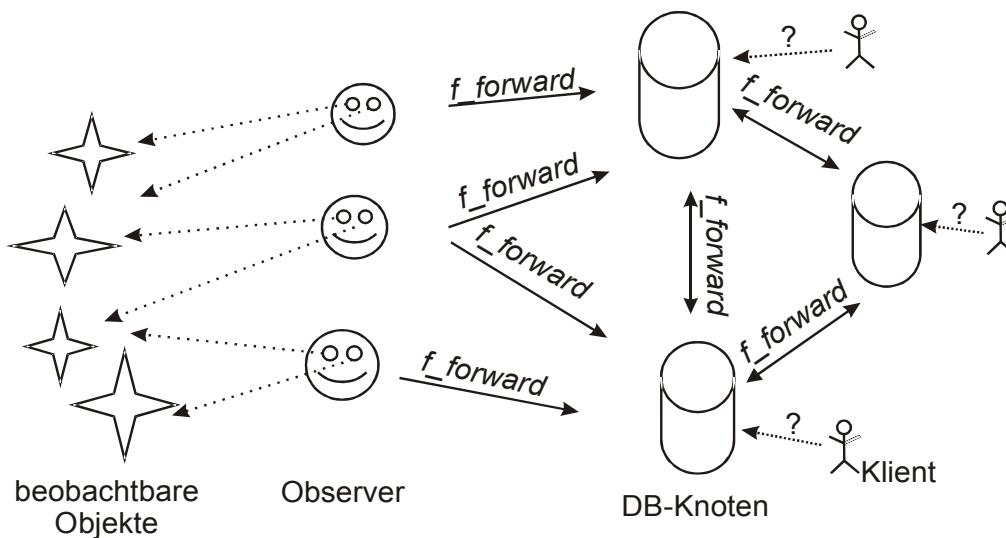 ?
f_forward
f_forward
f_forward
f_forward
f_forward
?
f_forward
f_forward
?
Klient
beobachtbare
Objekte
Observer
DB-Knoten